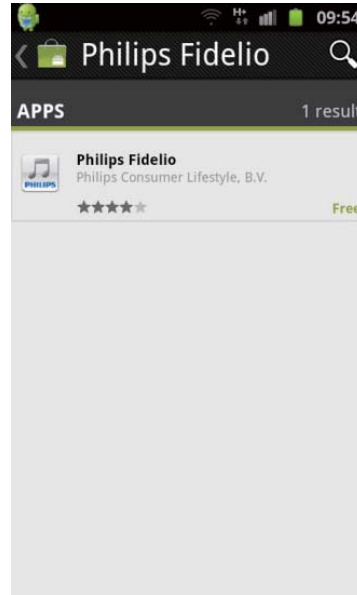 H+ 09:54
Philips Fidelio
APPS 1 result
Philips Fidelio
Philips Consumer Lifestyle, B.V.
PHILIPS
Free